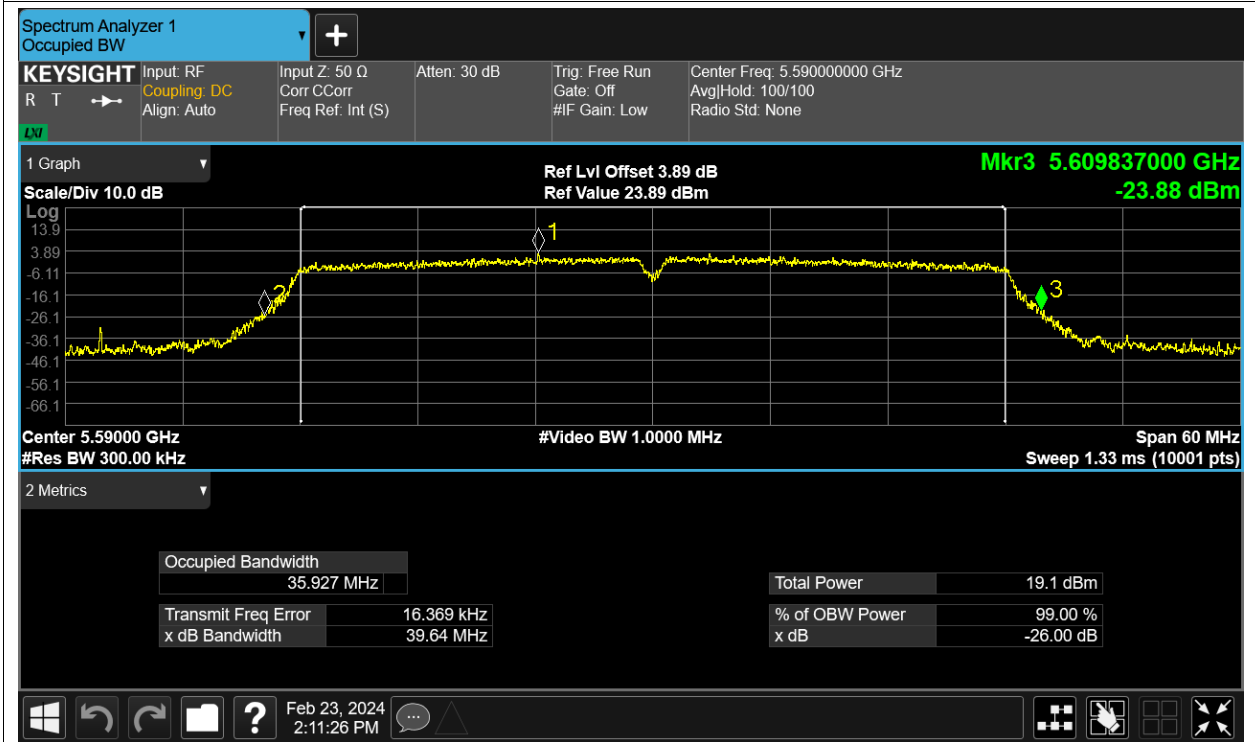 Spectrum Analyzer 1
Occupied BW
+
KEYSIGHT Input: RF Input Z: 50 Ω Atten: 30 dB Trig: Free Run Center Freq: 5.590000000 GHz
R T Coupling: DC Corr CCorr Gate: Off Avg|Hold: 100/100
Align: Auto Freq Ref: Int (S) #IF Gain: Low Radio Std: None
LXI
1 Graph Ref Lvl Offset 3.89 dB Mkr3 5.609837000 GHz
Scale/Div 10.0 dB Ref Value 23.89 dBm -23.88 dBm
Log
13.9
1
3.89
-6.11
2 3
-16.1
-26.1
-36.1
-46.1
-56.1
-66.1
Center 5.59000 GHz #Video BW 1.0000 MHz Span 60 MHz
#Res BW 300.00 kHz Sweep 1.33 ms (10001 pts)
2 Metrics
Occupied Bandwidth
35.927 MHz Total Power 19.1 dBm
Transmit Freq Error 16.369 kHz % of OBW Power 99.00 %
x dB Bandwidth 39.64 MHz x dB -26.00 dB
? Feb 23, 2024
2:11:26 PM